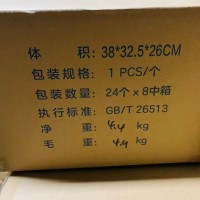 体 积：38*32.5*26CM
包装规格：1 PCS/个
包装数量：24个 x 8中箱
执行标准：GB/T 26513
净 重：4.4 kg
毛 重：4.9 kg